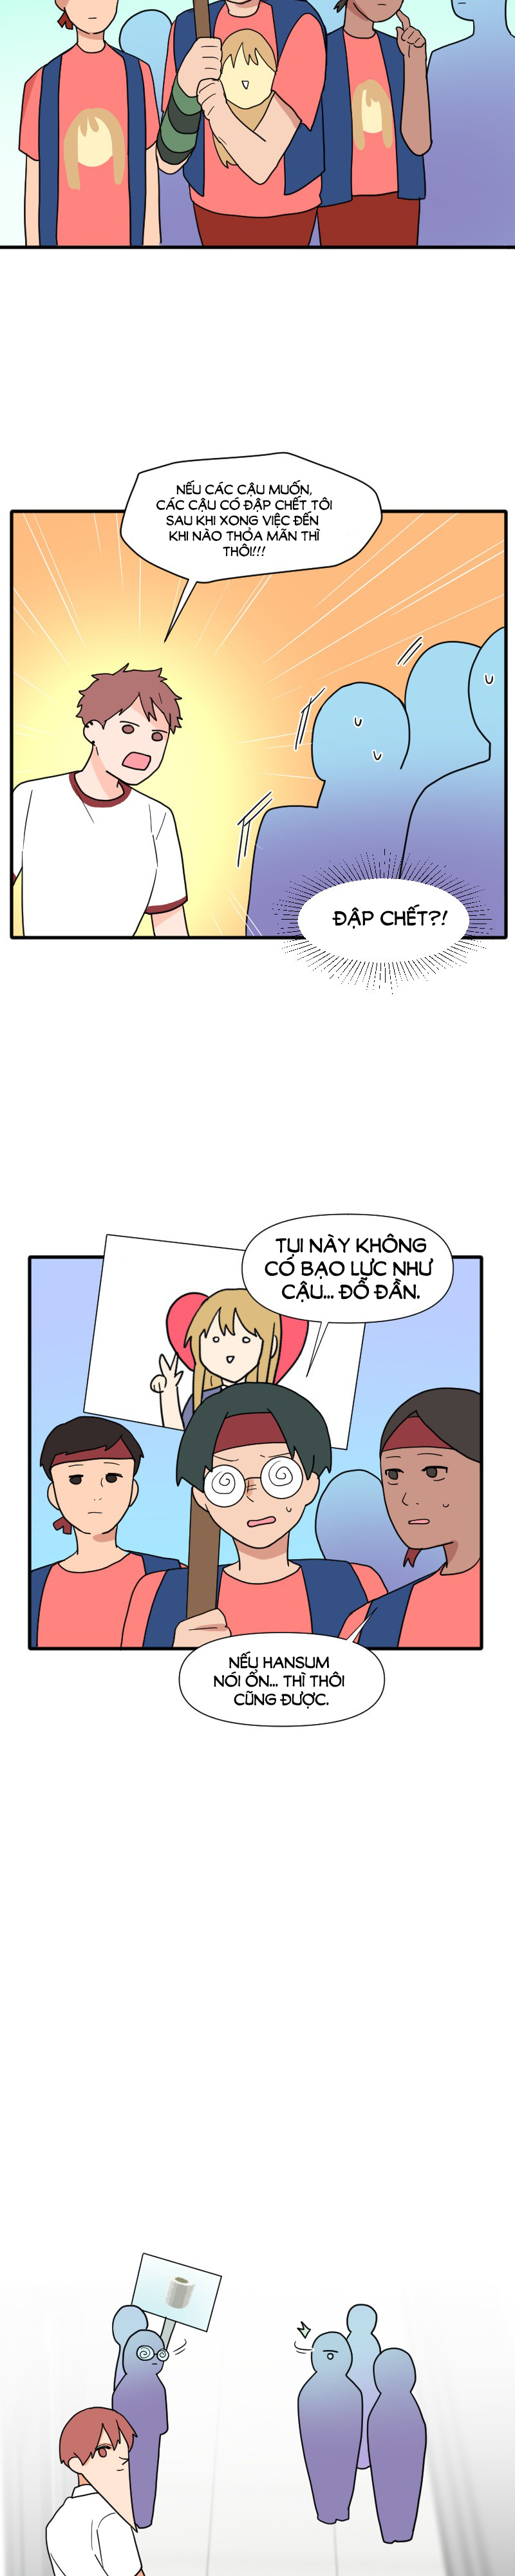 NẾU CÁC CẬU MUỐN,
CÁC CẬU CÓ ĐẬP CHẾT TÔI
SAU KHI XONG VIỆC ĐẾN
KHI NÀO THỎA MÃN THÌ
THÔI!!!
ĐẬP CHẾT?!
TỤI NÀY KHÔNG
CÓ BẠO LỰC NHƯ
CẬU... ĐỒ ĐẦN.
NẾU HANSUM
NÓI ỔN... THÌ THÔI
CŨNG ĐƯỢC.